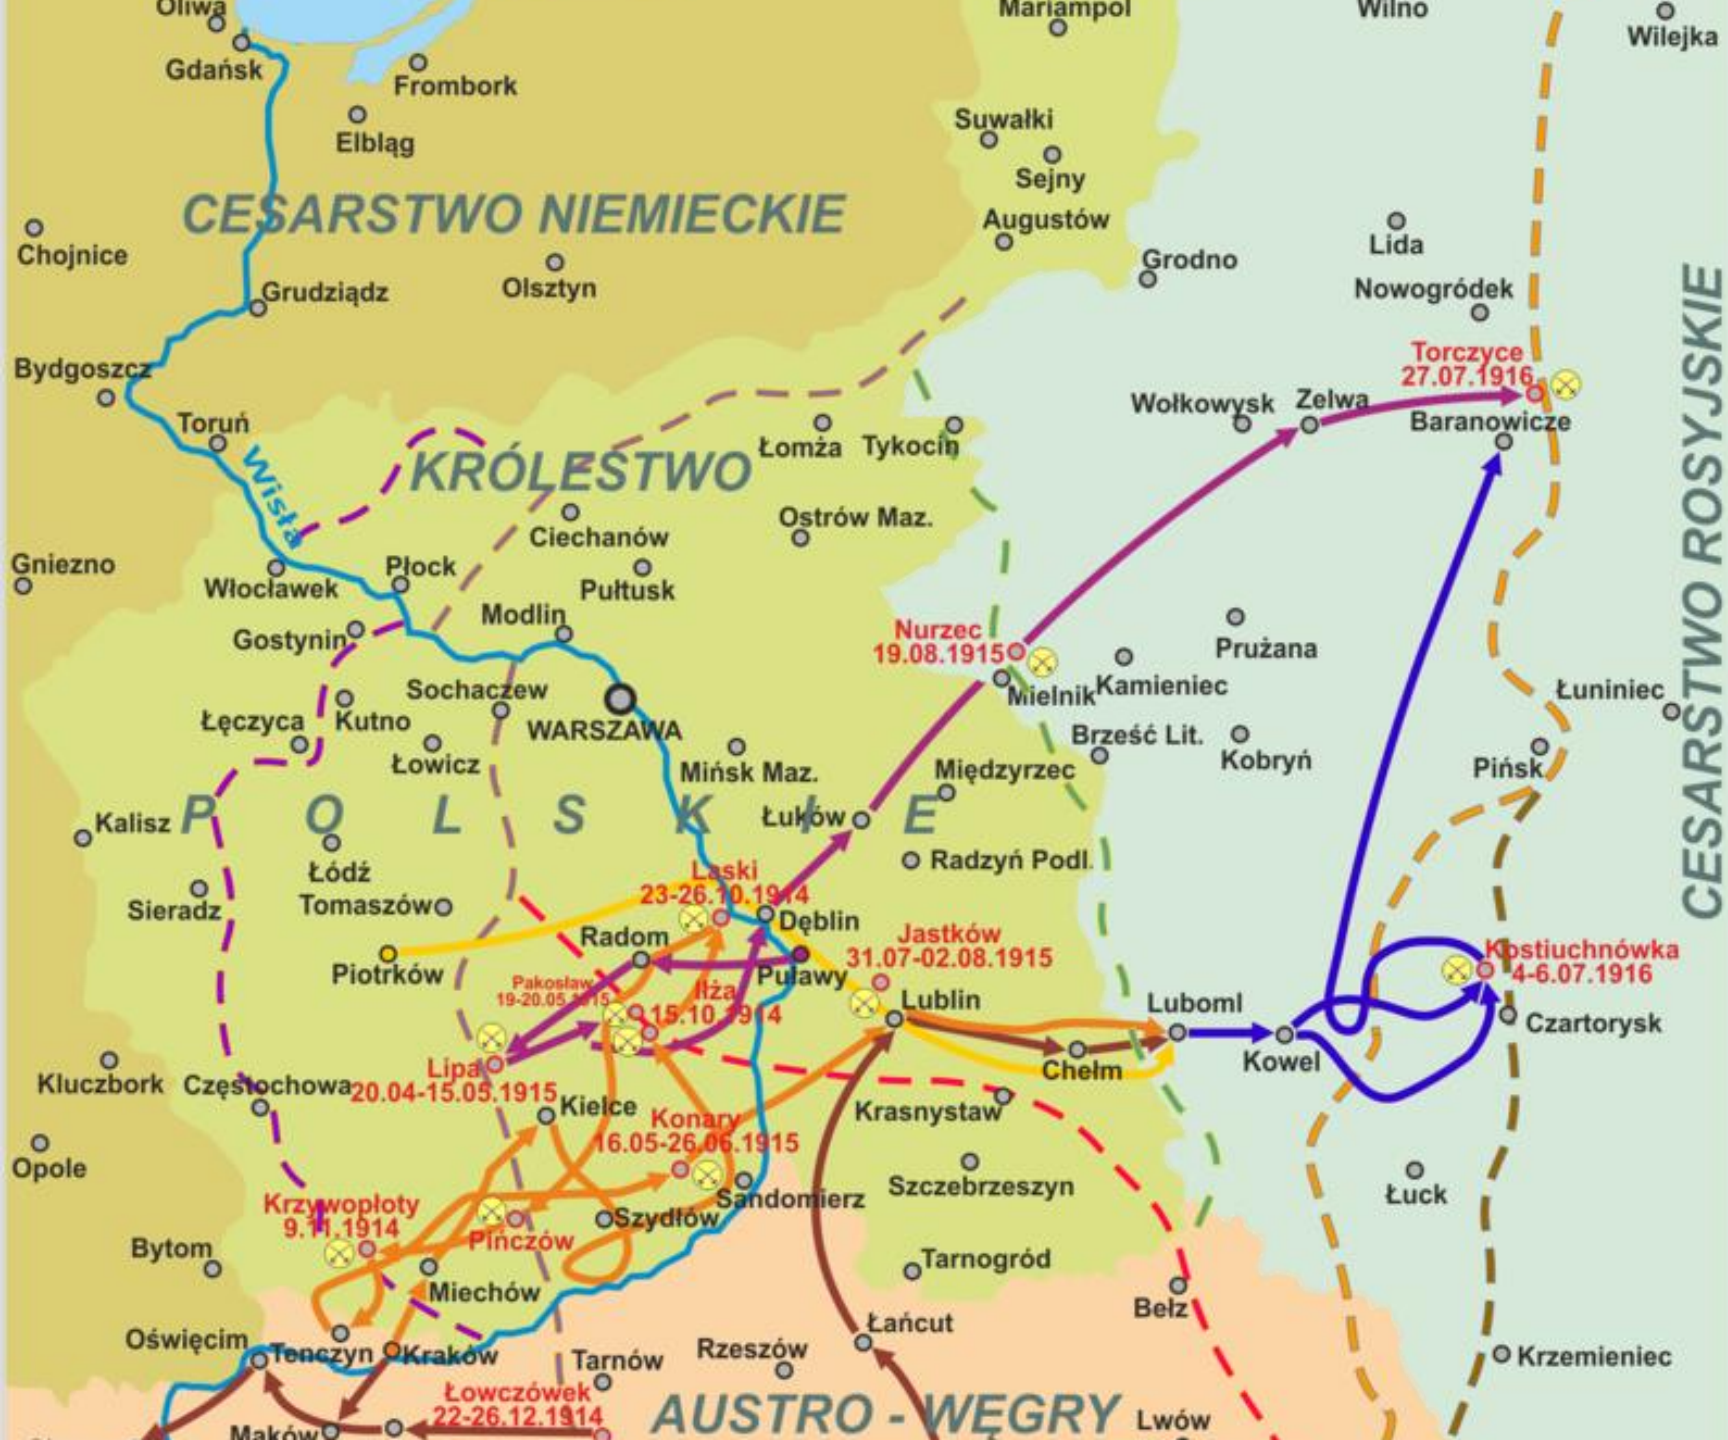 Oliwa
Mariampol
Wilno
Wilejka
Gdańsk
Frombork
Elbląg
Suwałki
Sejny
CESARSTWO NIEMIECKIE
Augustów
Chojnice
Lida
Grodno
Olsztyn
Grudziądz
Nowogródek
Bydgoszcz
Torczyce
27.07.1916
Wołkowysk
Zelwa
Baranowicze
Toruń
Łomża
Tykocin
KRÓLESTWO
Wisła
Ciechanów
Ostrów Maz.
Gniezno
Włocławek
Płock
Pułtusk
Modlin
Gostynin
Nurzec
19.08.1915
Prużana
Kamieniec
Mielnik
Sochaczew
Łuniniec
Łęczyca
Kutno
WARSZAWA
Brześć Lit.
Kobryń
Łowicz
Mińsk Maz.
Międzyrzec
Pińsk
CESARSTWO ROSYJSKIE
POLSKIE
Kalisz
Łuków
Łódź
Radzyń Podl.
Laski
23-26.10.1914
Sieradz
Tomaszów
Dęblin
Radom
Jastków
31.07-02.08.1915
Piotrków
Puławy
Kostiuchnówka
4-6.07.1916
Pakosław
19-20.05.1915
Iłża
15.10.1914
Lublin
Luboml
Czartorysk
Kowel
Chełm
Lipa
20.04-15.05.1915
Kluczbork
Częstochowa
Kielce
Konary
16.05-26.06.1915
Krasnystaw
Opole
Szczebrzeszyn
Łuck
Sandomierz
Krzywopłoty
9.11.1914
Szydłów
Pińczów
Bytom
Tarnogród
Miechów
Bełz
Oświęcim
Tenczyn
Kraków
Łańcut
Rzeszów
Tarnów
Krzemieniec
Łowczówek
22-26.12.1914
AUSTRO - WĘGRY
Lwów
Maków